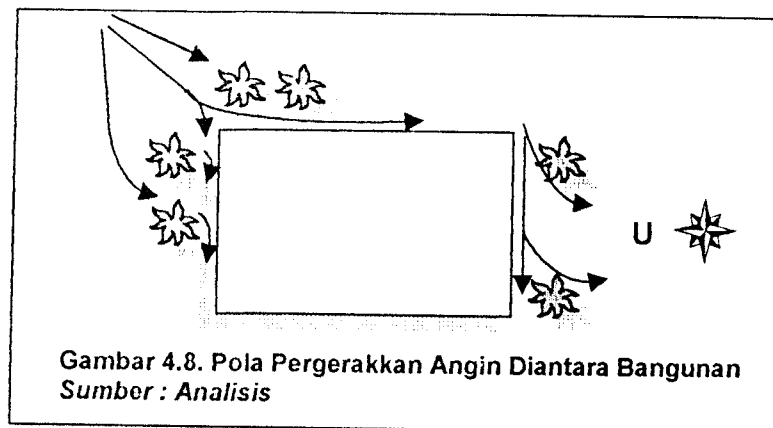 U
Gambar 4.8. Pola Pergerakkan Angin Diantara Bangunan
Sumber : Analisis